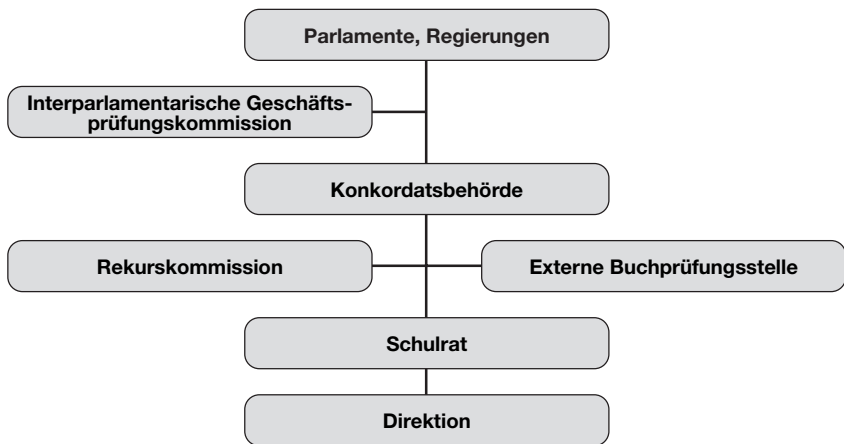 Parlamente, Regierungen
Interparlamentarische Geschäfts-
prüfungskommission
Konkordatsbehörde
Rekurskommission
Externe Buchprüfungsstelle
Schulrat
Direktion